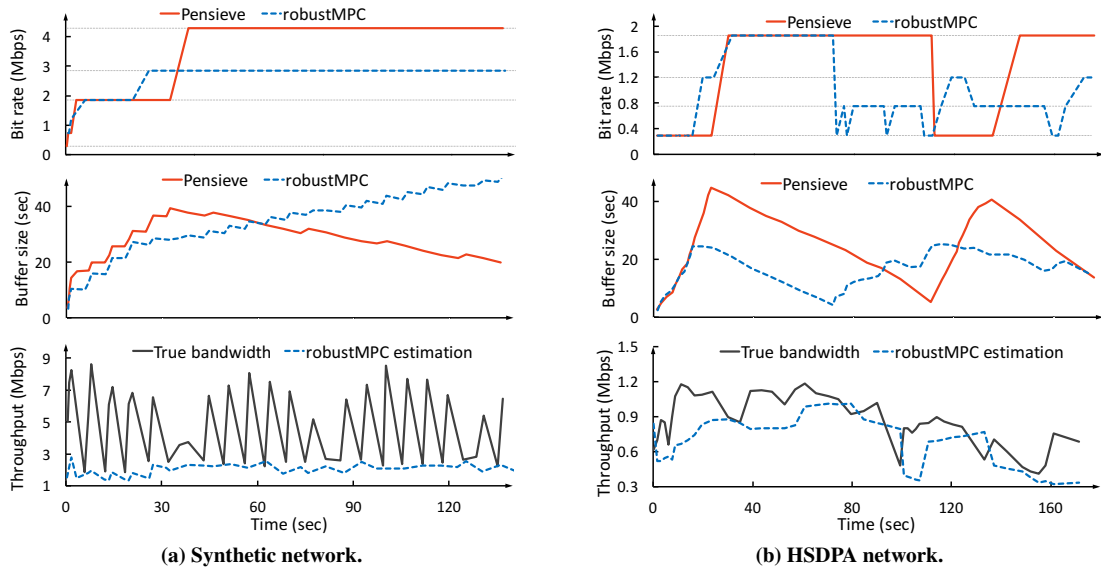 Pensieve robustMPC
Bit rate (Mbps)
4
3
2
1
0
Pensieve robustMPC
Buffer size (sec)
40
20
0
True bandwidth robustMPC estimation
Throughput (Mbps)
9
7
5
3
1
0 30 60 90 120
Time (sec)
(a) Synthetic network.
Pensieve robustMPC
Bit rate (Mbps)
2
1.6
1.2
0.8
0.4
0
Pensieve robustMPC
Buffer size (sec)
60
40
20
0
True bandwidth robustMPC estimation
Throughput (Mbps)
1.5
1.2
0.9
0.6
0.3
0 40 80 120 160
Time (sec)
(b) HSDPA network.